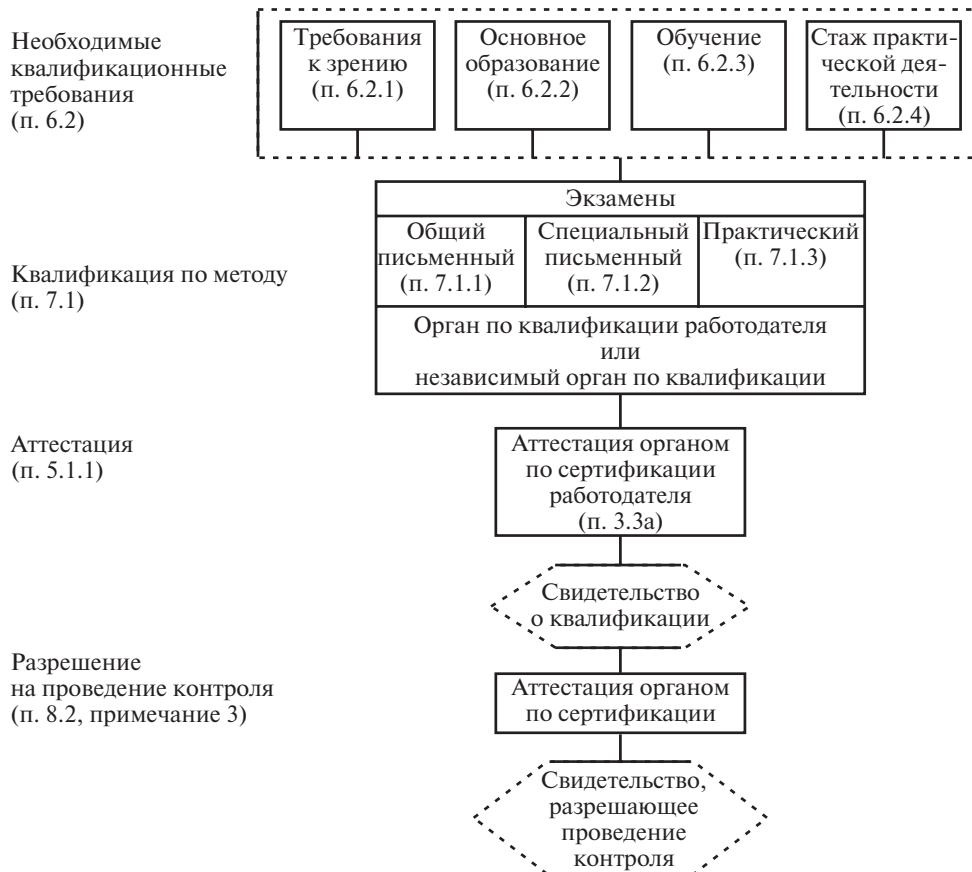 Необходимые
квалификационные
требования
(п. 6.2)
Требования
к зрению
(п. 6.2.1)
Основное
образование
(п. 6.2.2)
Обучение
(п. 6.2.3)
Стаж практи-
ческой дея-
тельности
(п. 6.2.4)
Экзамены
Общий
письменный
(п. 7.1.1)
Специальный
письменный
(п. 7.1.2)
Практический
(п. 7.1.3)
Квалификация по методу
(п. 7.1)
Орган по квалификации работодателя
или
независимый орган по квалификации
Аттестация
(п. 5.1.1)
Аттестация органом
по сертификации
работодателя
(п. 3.3а)
Свидетельство
о квалификации
Разрешение
на проведение контроля
(п. 8.2, примечание 3)
Аттестация органом
по сертификации
Свидетельство,
разрешающее
проведение
контроля